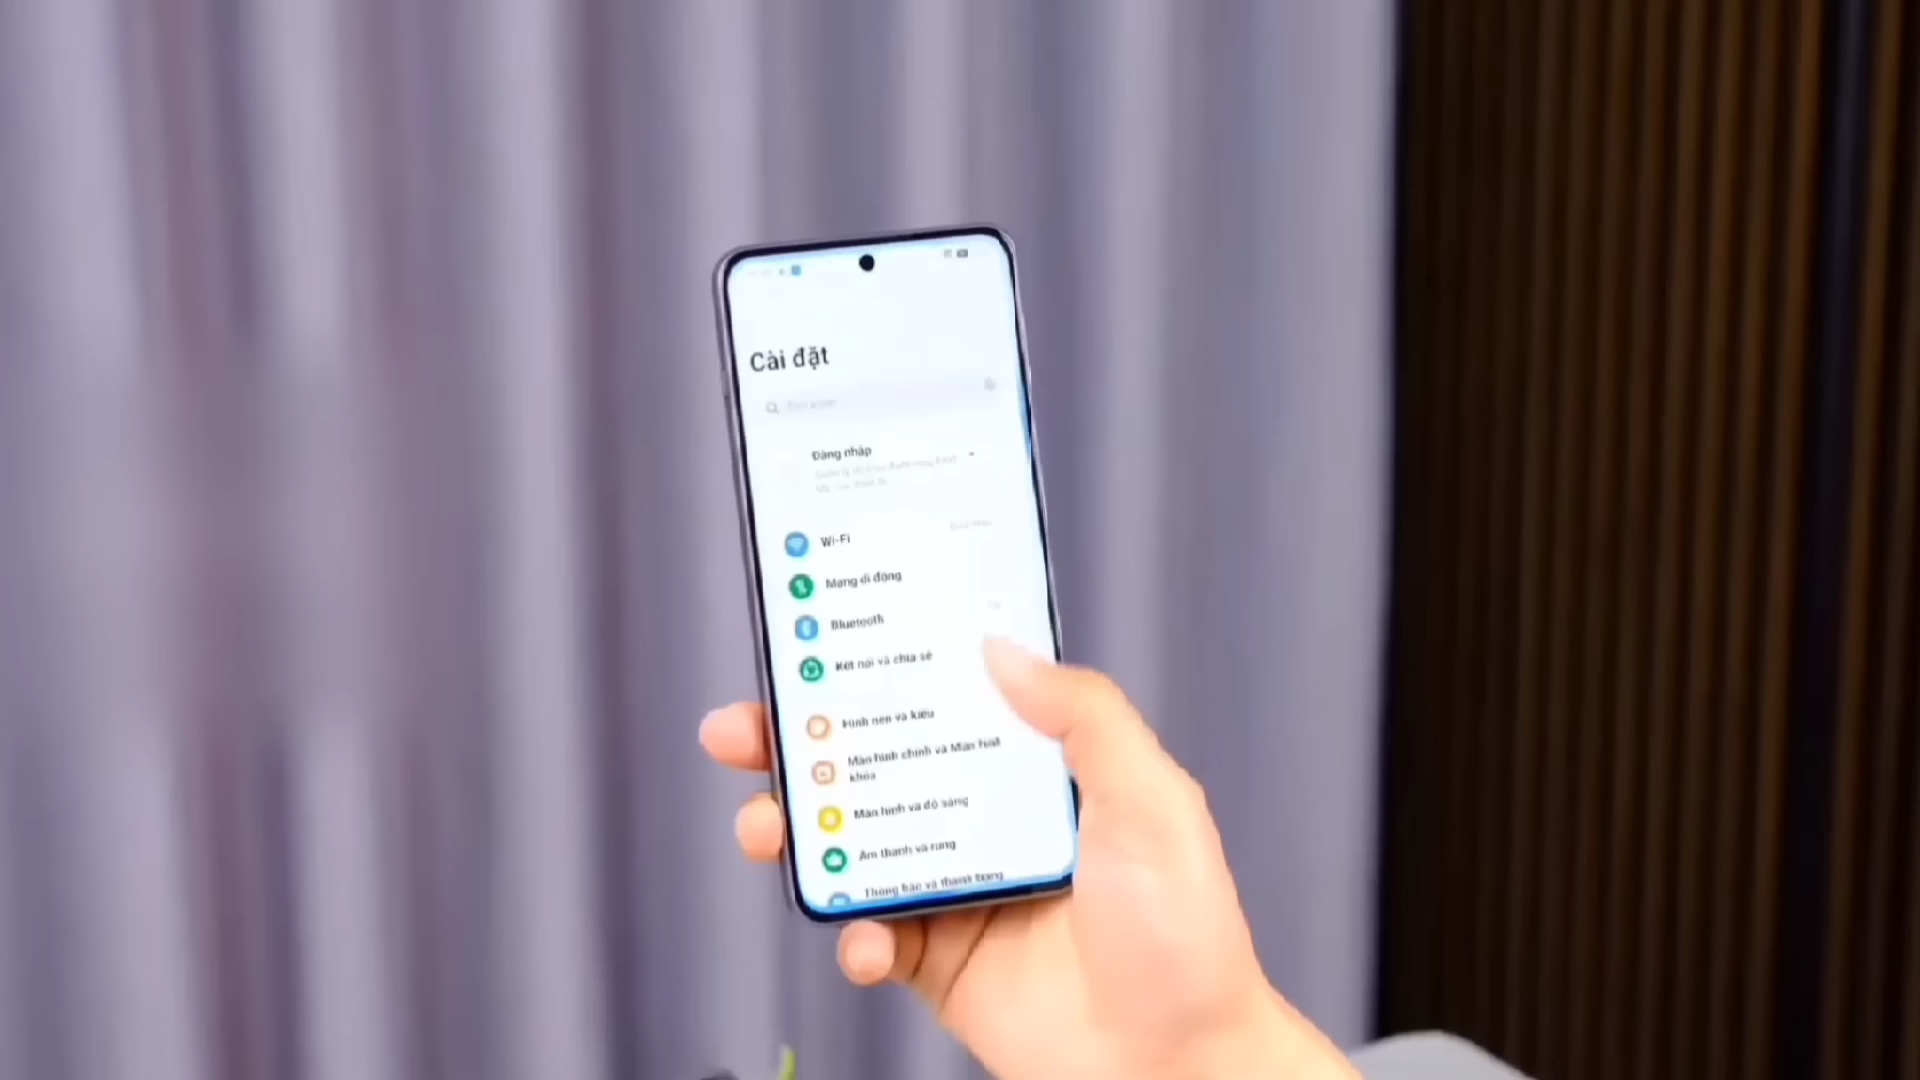 Cài đặt
Đăng nhập
Wi-Fi
Mạng di động
Bluetooth
Kết nối và chia sẻ
Hình nền và kiểu
Màn hình chính và Màn hình
khóa
Màn hình và độ sáng
Âm thanh và rung
Thông báo và thanh trạng